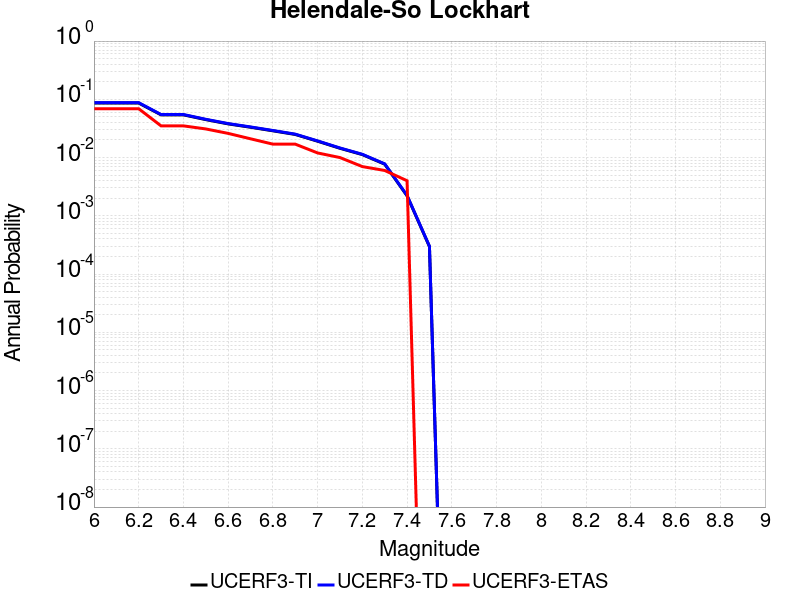 Helendale-So Lockhart
10^0
10^-1
10^-2
10^-3
10^-4
10^-5
10^-6
10^-7
10^-8
Annual Probability
6 6.2 6.4 6.6 6.8 7 7.2 7.4 7.6 7.8 8 8.2 8.4 8.6 8.8 9
Magnitude
UCERF3-TI UCERF3-TD UCERF3-ETAS